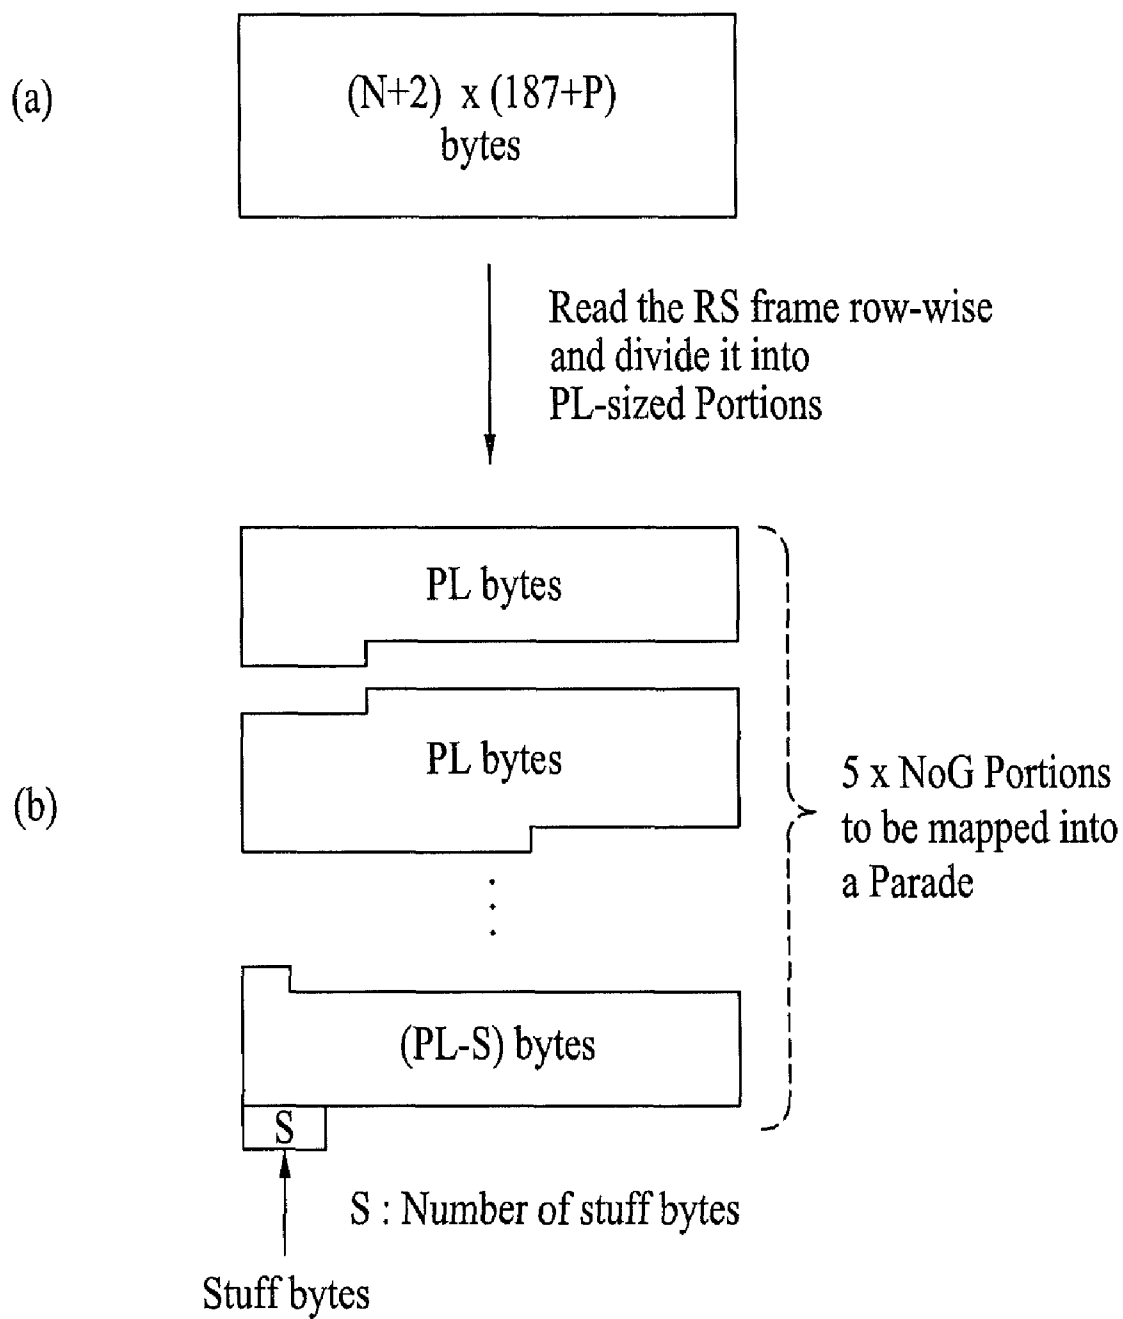 (a)
(N+2) x (187+P)
bytes
Read the RS frame row-wise
and divide it into
PL-sized Portions
PL bytes
PL bytes
(b)
5 x NoG Portions
to be mapped into
a Parade
(PL-S) bytes
S
S : Number of stuff bytes
Stuff bytes